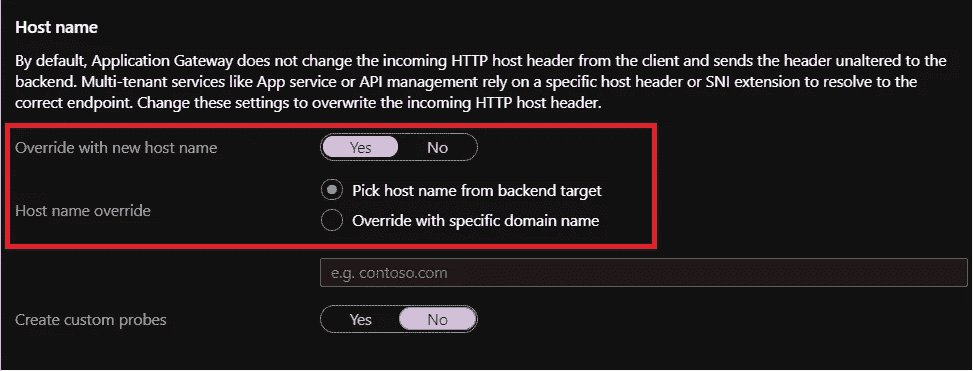 Host name
By default, Application Gateway does not change the incoming HTTP host header from the client and sends the header unaltered to the
backend. Multi-tenant services like App service or API management rely on a specific host header or SNI extension to resolve to the
correct endpoint. Change these settings to overwrite the incoming HTTP host header.
Override with new host name Yes No
Pick host name from backend target
Host name override
Override with specific domain name
e.g. contoso.com
Create custom probes Yes No